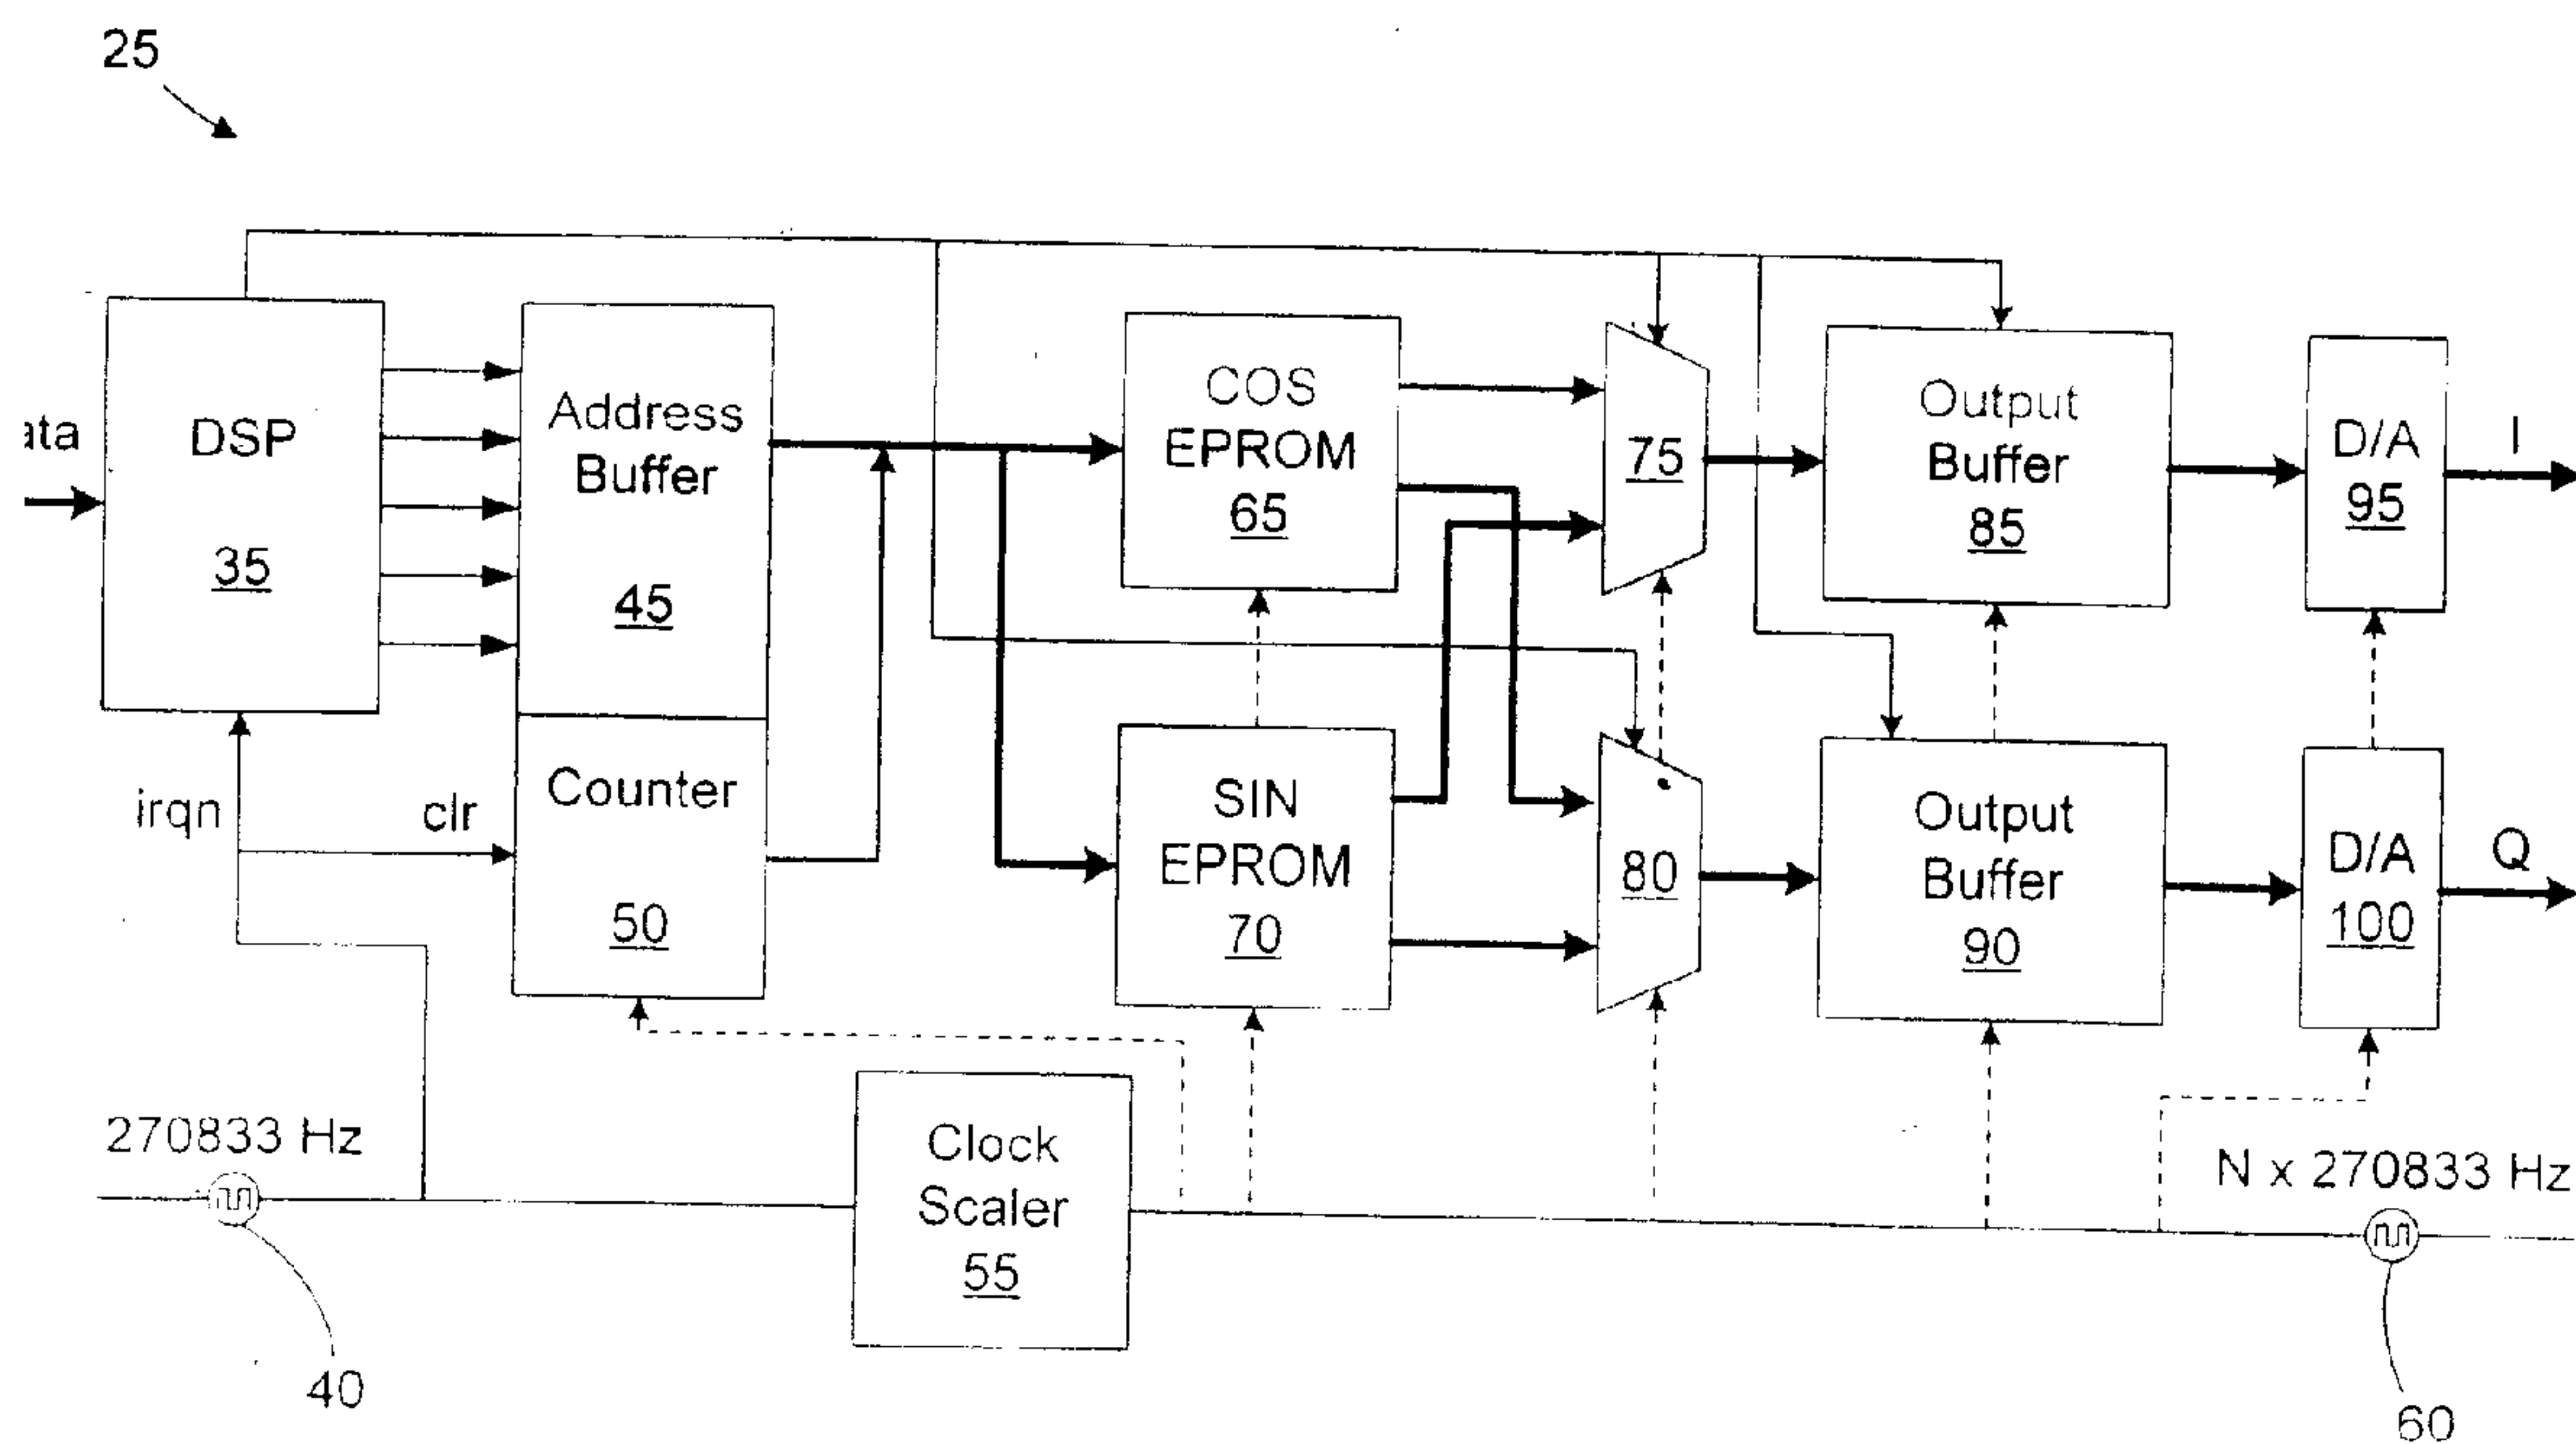 25
ata
DSP
35
Address
Buffer
45
Counter
50
irqn
clr
COS
EPROM
65
SIN
EPROM
70
75
80
Output
Buffer
85
Output
Buffer
90
D/A
95
D/A
100
I
Q
270833 Hz
40
Clock
Scaler
55
N x 270833 Hz
60